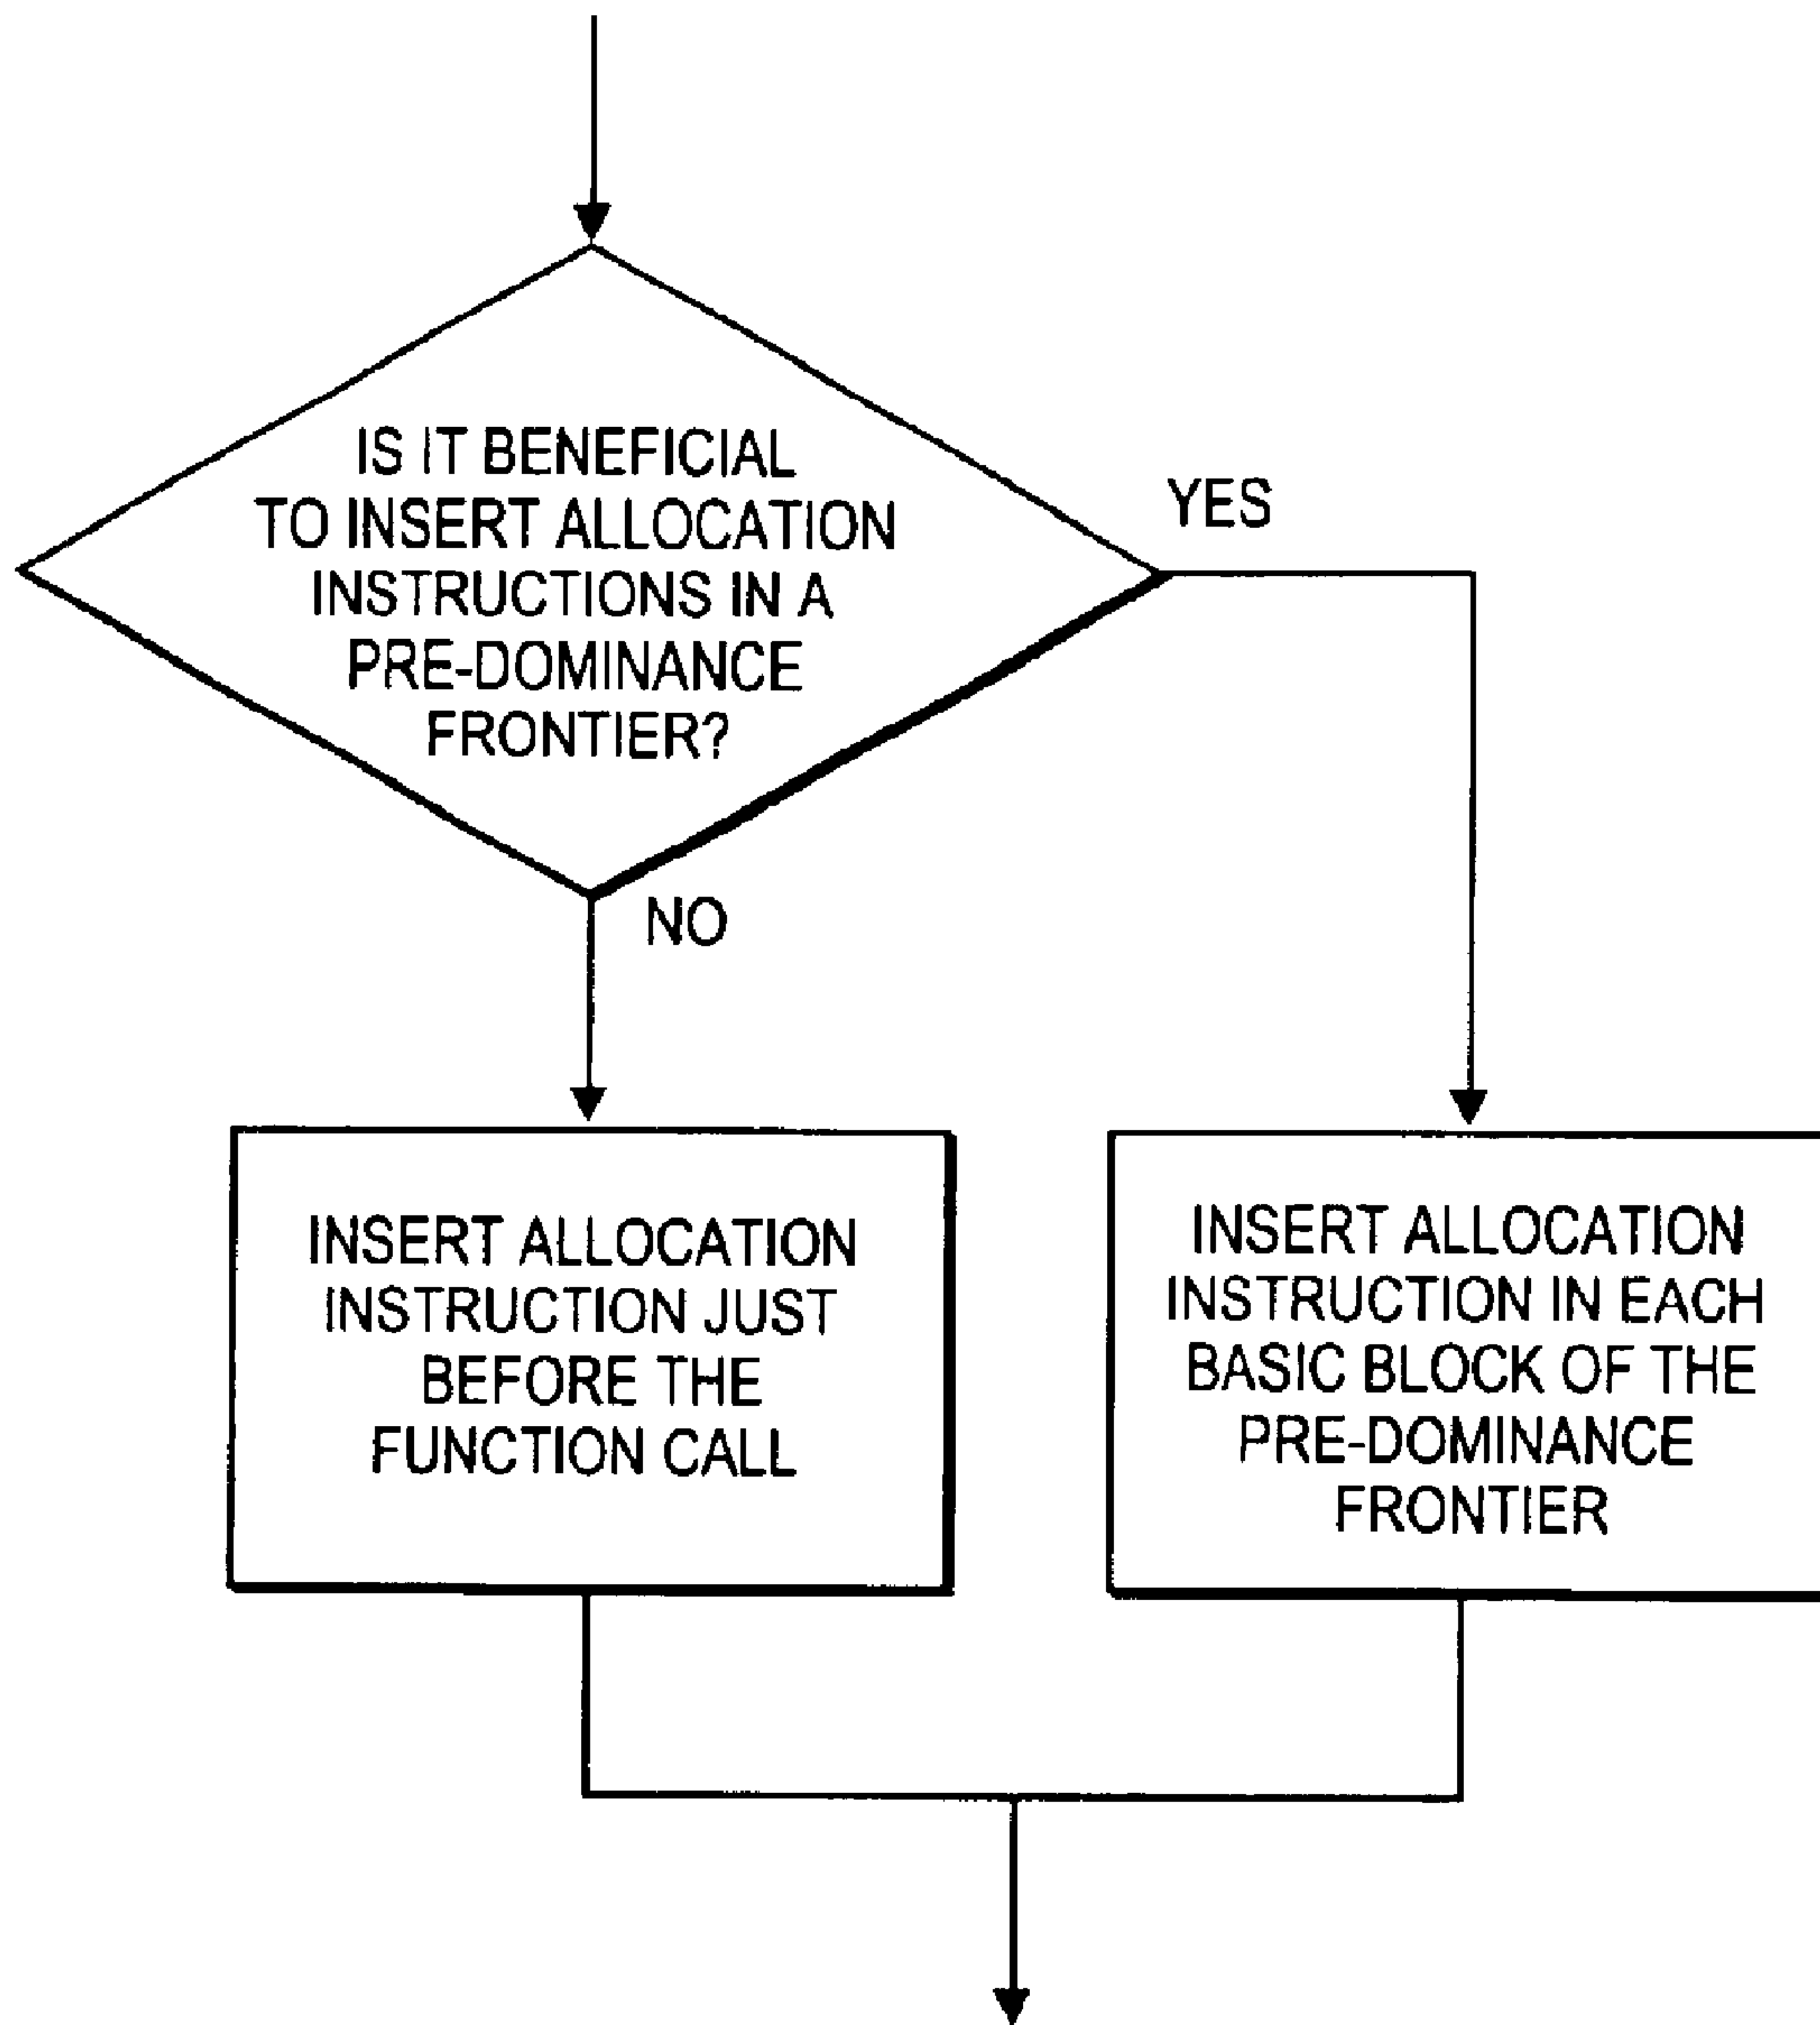 IS IT BENEFICIAL
TO INSERT ALLOCATION
INSTRUCTIONS IN A
PRE-DOMINANCE
FRONTIER?
YES
NO
INSERT ALLOCATION
INSTRUCTION JUST
BEFORE THE
FUNCTION CALL
INSERT ALLOCATION
INSTRUCTION IN EACH
BASIC BLOCK OF THE
PRE-DOMINANCE
FRONTIER